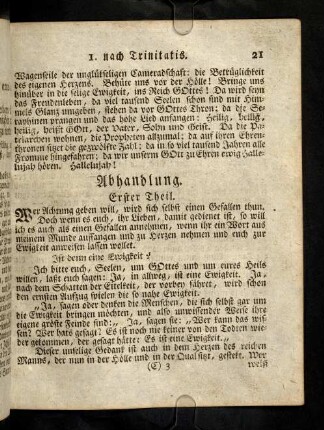 1. nach Trinitatis. 21
Wagenseile der unglückseligen Cameradschaft: die Betrüglichkeit
des eigenen Herzens. Behüte uns vor der Hölle! Bringe uns
hinüber in die selige Ewigkeit, ins Reich GOttes! Da wird seyn
das Freudenleben, da viel tausend Seelen schon sind mit Him-
mels Glanz umgeben, stehen da vor GOttes Thron; da die Se-
raphinen prangen und das hohe Lied anfangen: Heilig, heilig,
heilig, heißt GOtt, der Vater, Sohn und Geist. Da die Pa-
triarchen wohnen, die Propheten allzumal; da auf ihren Ehren-
thronen sitzet die gezwölfte Zahl; da in so viel tausend Jahren alle
Fromme hingefahren; da wir unserm GOtt zu Ehren ewig Halle-
lujah hören. Hallelujah!
Abhandlung.
Erster Theil.
Wer Achtung geben will, wird sich selbst einen Gefallen thun.
Doch wenn es euch, ihr Lieben, damit gedienet ist, so will
ich es auch als einen Gefallen annehmen, wenn ihr ein Wort aus
meinem Munde auffangen und zu Herzen nehmen und euch zur
Ewigkeit anweisen lassen wollet.
Ist denn eine Ewigkeit?
Ich bitte euch, Seelen, um GOttes und um eures Heils
willen, laßt euch sagen: Ja, in allweg, ist eine Ewigkeit. Ja,
nach dem Schatten der Eitelkeit, der vorbey fährt, wird schon
den ersten Anfang vielen die so nahe Ewigkeit.
„Ja, sagen aber denken die Menschen, die sich selbst gar um
die Ewigkeit bringen möchten, und also unwissender Weise ihre
eigene gröste Feinde sind:„ Ja, sagen sie: „Wer kann das wis-
sen? Wer hats gesagt? Es ist noch nie keiner von den Todten wie-
der gekommen, der gesagt hätte: Es ist eine Ewigkeit.„
Dieser unselige Gedank ist auch in dem Herzen des reichen
Manns, der nun in der Hölle und in der Qual sitzt, gesteckt. Wer
(C) 3 weißt